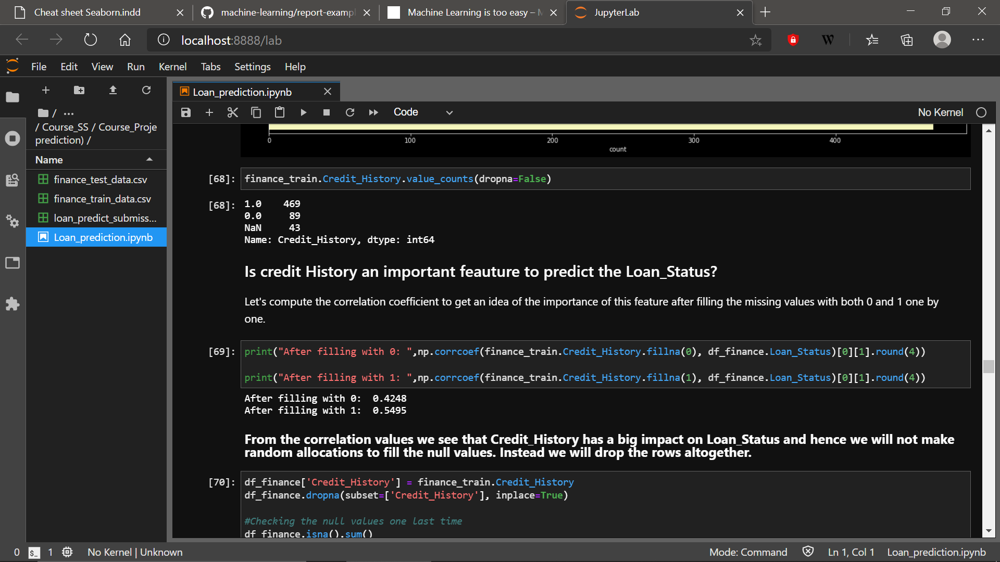 Cheat sheet Seaborn.indd
machine-learning/report-exampl
Machine Learning is too easy –
JupyterLab
localhost:8888/lab
W
File Edit View Run Kernel Tabs Settings Help
/ ...
/ Course_SS / Course_Proje
prediction) /
Name
finance_test_data.csv
finance_train_data.csv
loan_predict_submiss...
Loan_prediction.ipynb
Loan_prediction.ipynb
Code
No Kernel
0 100 200 300 400
count
[68]: finance_train.Credit_History.value_counts(dropna=False)
[68]: 1.0 469
0.0 89
NaN 43
Name: Credit_History, dtype: int64
Is credit History an important feauture to predict the Loan_Status?
Let's compute the correlation coefficient to get an idea of the importance of this feature after filling the missing values with both 0 and 1 one by
one.
[69]: print("After filling with 0: ",np.corrcoef(finance_train.Credit_History.fillna(0), df_finance.Loan_Status)[0][1].round(4))
print("After filling with 1: ",np.corrcoef(finance_train.Credit_History.fillna(1), df_finance.Loan_Status)[0][1].round(4))
After filling with 0: 0.4248
After filling with 1: 0.5495
From the correlation values we see that Credit_History has a big impact on Loan_Status and hence we will not make
random allocations to fill the null values. Instead we will drop the rows altogether.
[70]: df_finance['Credit_History'] = finance_train.Credit_History
df_finance.dropna(subset=['Credit_History'], inplace=True)
#Checking the null values one last time
df_finance.isna().sum()
0 $_ 1 No Kernel | Unknown
Mode: Command Ln 1, Col 1 Loan_prediction.ipynb